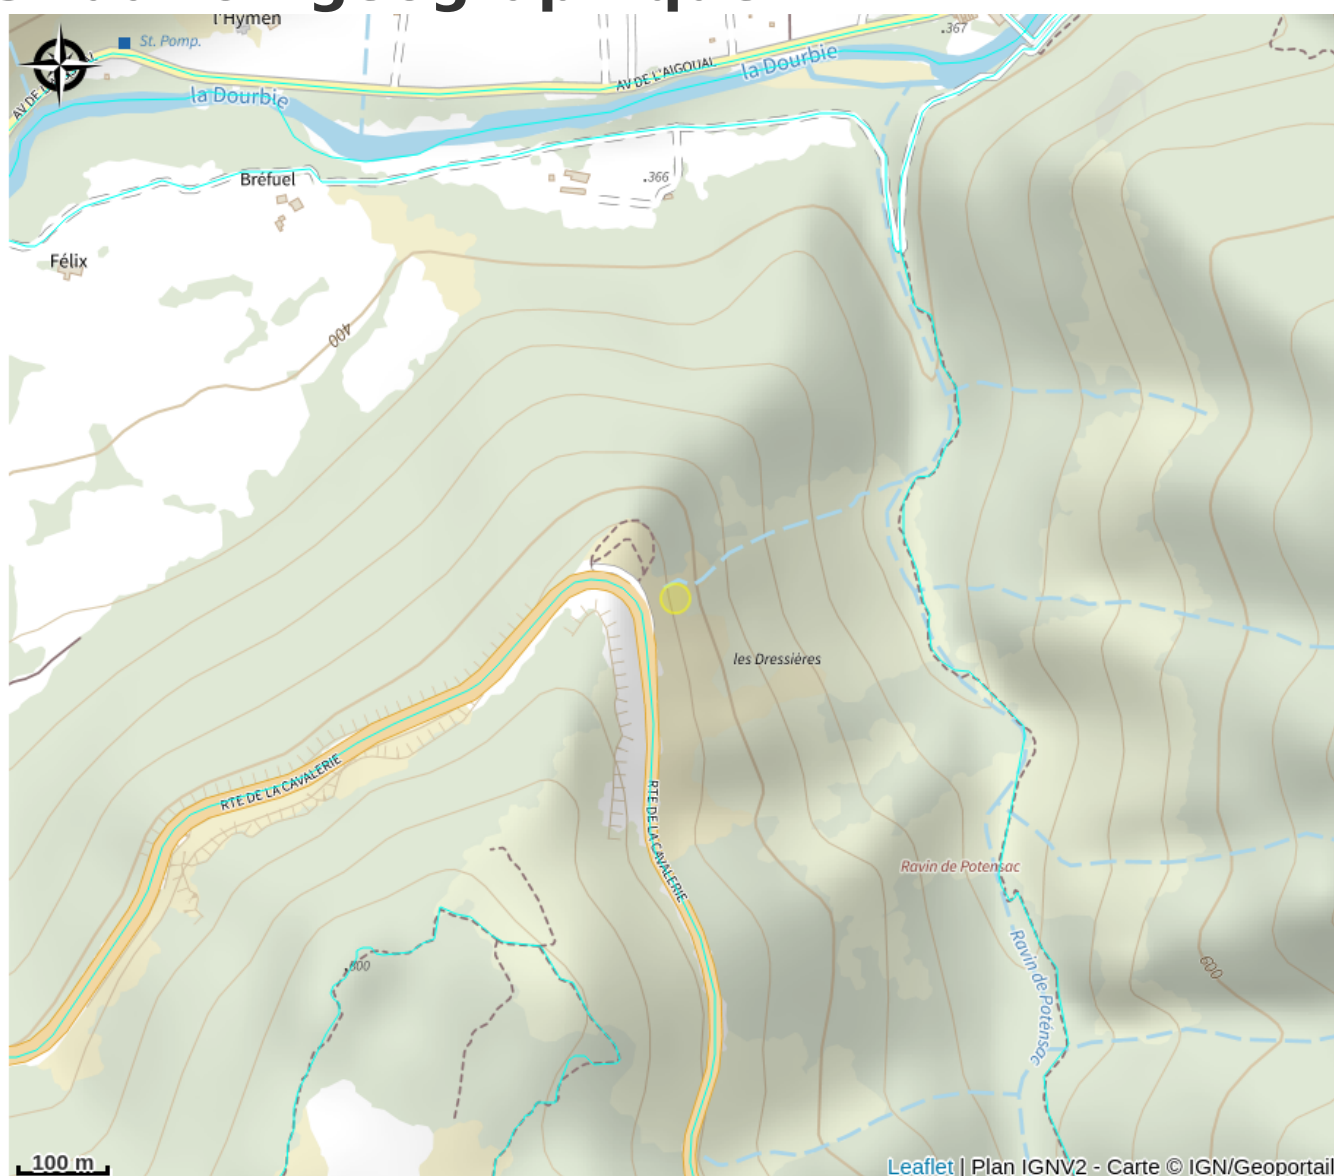 l'Hymen
St. Pomp.
.367
AV DE L'AIGOUAL
la Dourbie
la Dourbie
AV DE
Bréfuel
.366
Félix
400
les Dressières
RTE DE LA CAVALERIE
RTE DE LA CAVALERIE
Ravin de Potensac
Ravin de Poténsac
600
100 m
Leaflet | Plan IGNV2 - Carte © IGN/Geoportail